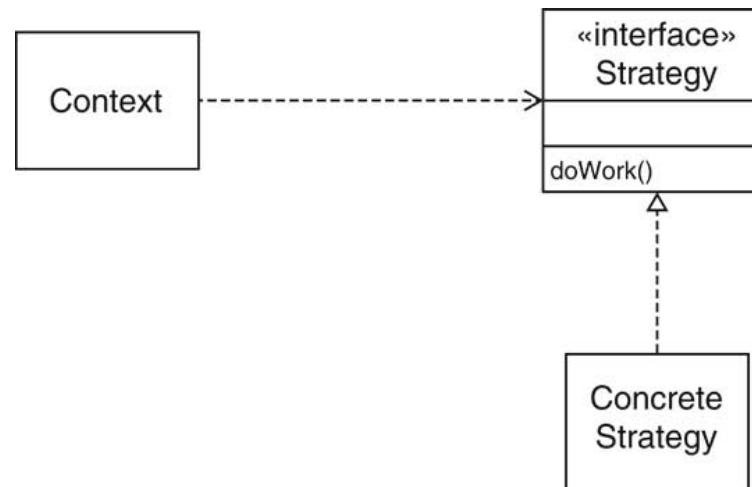 «interface»
Strategy
Context
doWork()
Concrete
Strategy